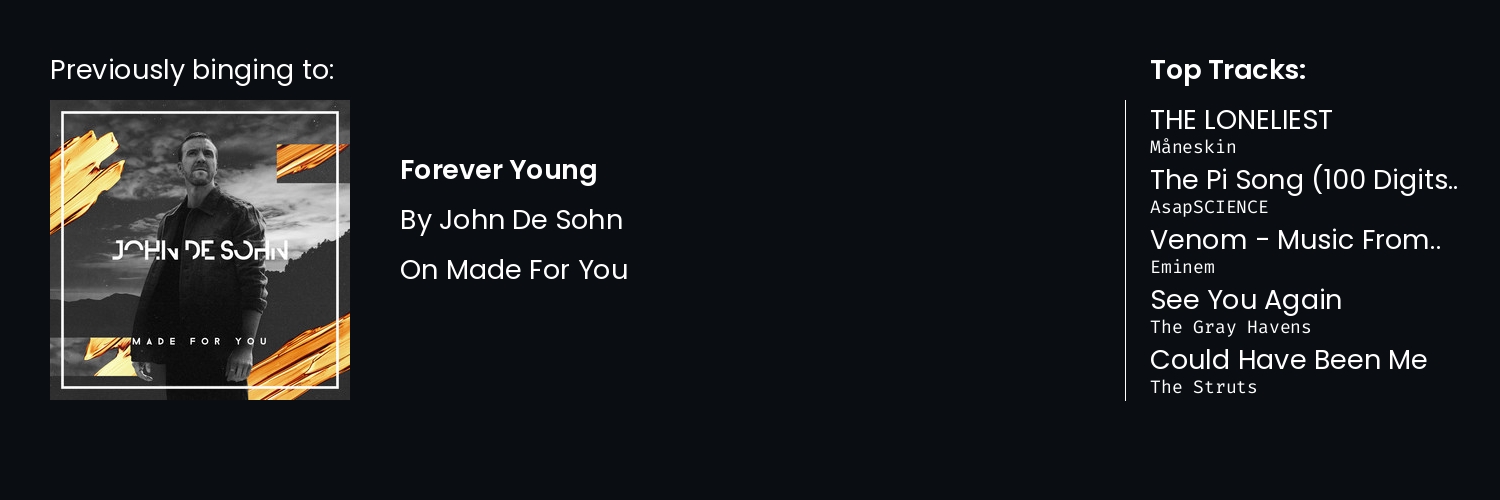 Previously binging to:
JOHN DE SOHN
MADE FOR YOU
Forever Young
By John De Sohn
On Made For You
Top Tracks:
THE LONELIEST
Måneskin
The Pi Song (100 Digits..
AsapSCIENCE
Venom - Music From..
Eminem
See You Again
The Gray Havens
Could Have Been Me
The Struts